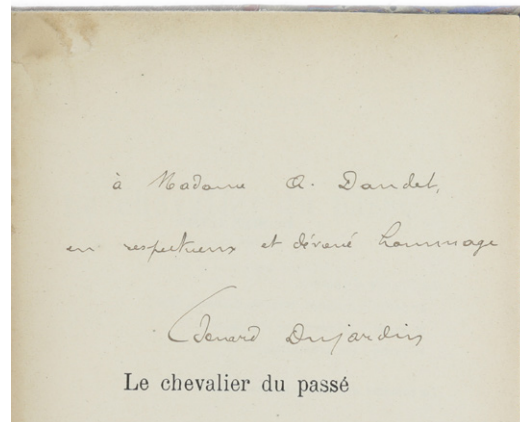 à Madame A. Daudet,
en respectueux et dévoué hommage
Edouard Dujardin
Le chevalier du passé